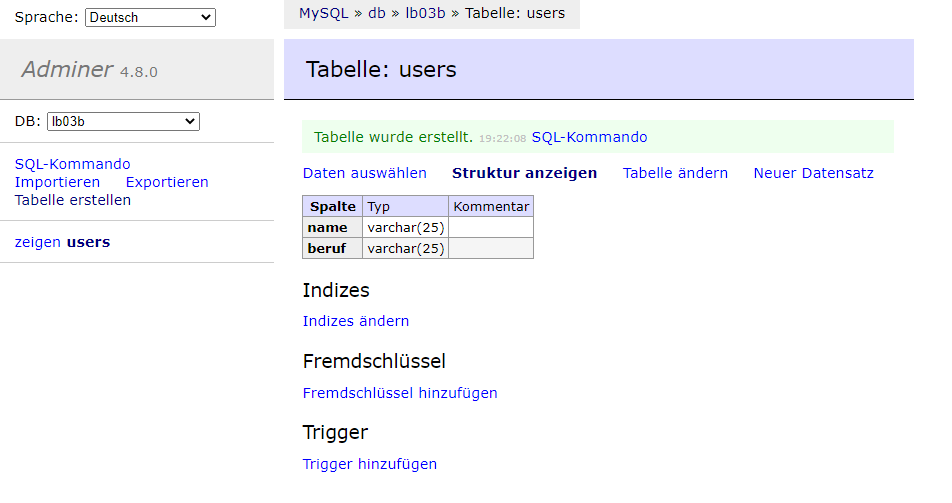 Sprache: Deutsch
MySQL » db » lb03b » Tabelle: users
Adminer 4.8.0
Tabelle: users
DB: lb03b
SQL-Kommando
Importieren Exportieren
Tabelle erstellen
zeigen users
Tabelle wurde erstellt. 19:22:08 SQL-Kommando
Daten auswählen Struktur anzeigen Tabelle ändern Neuer Datensatz
Spalte Typ Kommentar
name varchar(25)
beruf varchar(25)
Indizes
Indizes ändern
Fremdschlüssel
Fremdschlüssel hinzufügen
Trigger
Trigger hinzufügen